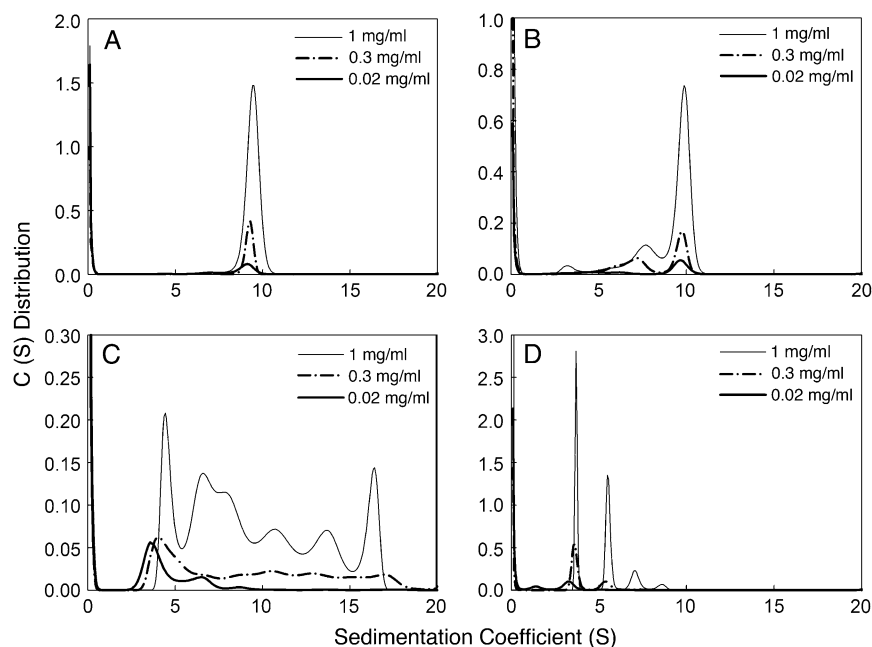 A
1 mg/ml
0.3 mg/ml
0.02 mg/ml
2.0
1.5
1.0
0.5
0.0
0 5 10 15 20
B
1 mg/ml
0.3 mg/ml
0.02 mg/ml
1.0
0.8
0.6
0.4
0.2
0.0
0 5 10 15 20
C (S) Distribution
C
1 mg/ml
0.3 mg/ml
0.02 mg/ml
0.30
0.25
0.20
0.15
0.10
0.05
0.00
0 5 10 15 20
D
1 mg/ml
0.3 mg/ml
0.02 mg/ml
3.0
2.5
2.0
1.5
1.0
0.5
0.0
0 5 10 15 20
Sedimentation Coefficient (S)